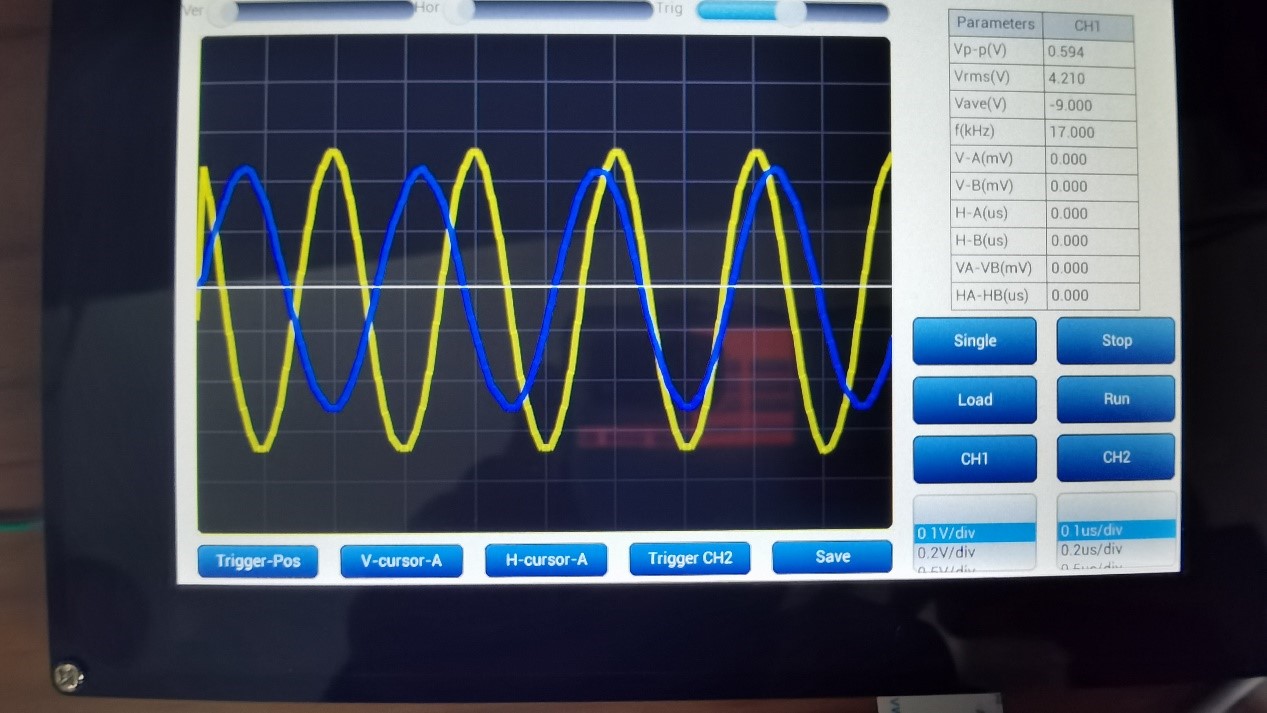 Ver Hor Trig
Parameters CH1
Vp-p(V) 0.594
Vrms(V) 4.210
Vave(V) -9.000
f(kHz) 17.000
V-A(mV) 0.000
V-B(mV) 0.000
H-A(us) 0.000
H-B(us) 0.000
VA-VB(mV) 0.000
HA-HB(us) 0.000
Single Stop
Load Run
CH1 CH2
0 1V/div 0.1us/div
0.2V/div 0.2us/div
Trigger-Pos V-cursor-A H-cursor-A Trigger CH2 Save